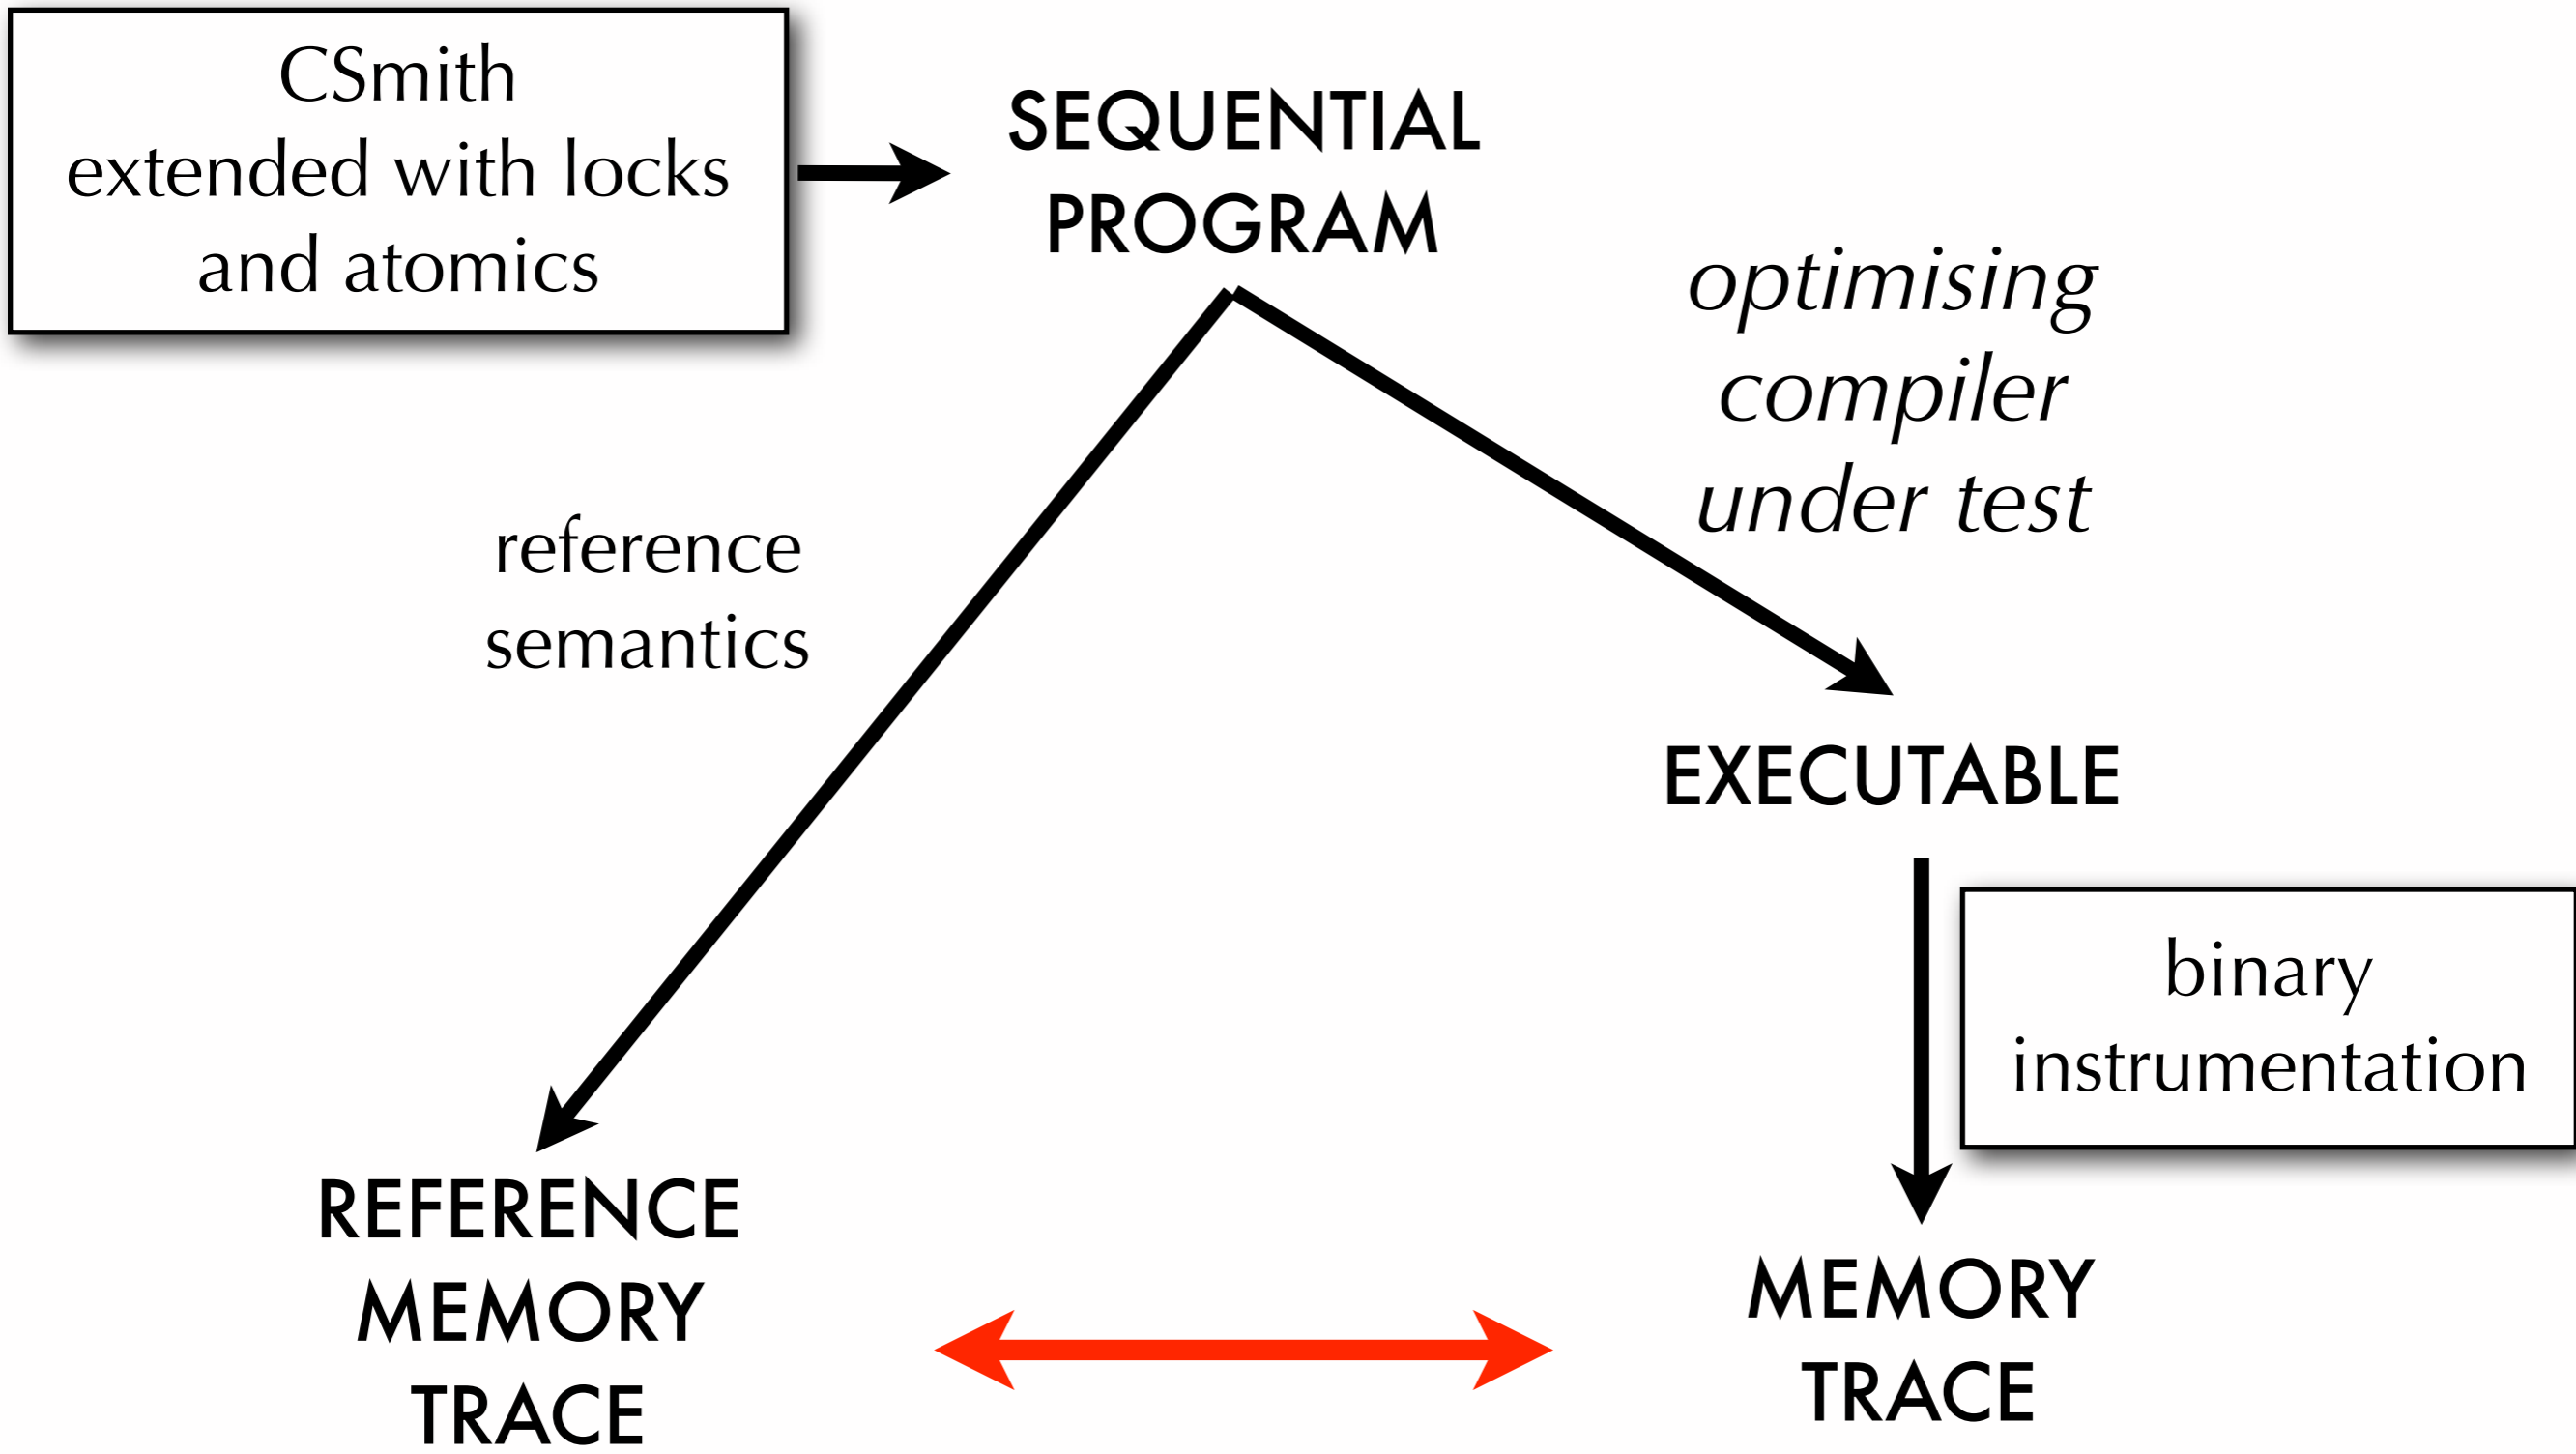 CSmith
extended with locks
and atomics
SEQUENTIAL
PROGRAM
optimising
compiler
under test
reference
semantics
EXECUTABLE
binary
instrumentation
REFERENCE
MEMORY
TRACE
MEMORY
TRACE